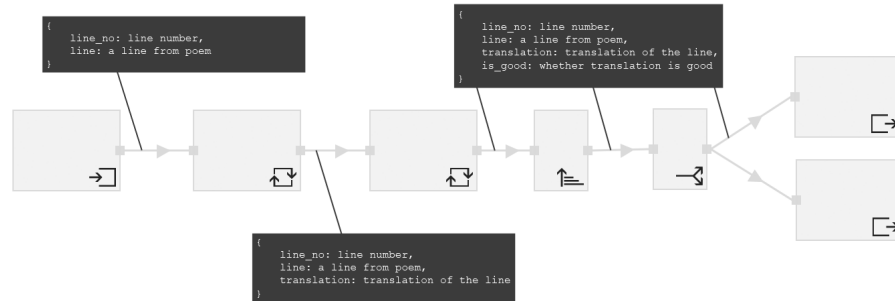 {
line_no: line number,
line: a line from poem
}
{
line_no: line number,
line: a line from poem,
translation: translation of the line,
is_good: whether translation is good
}
{
line_no: line number,
line: a line from poem,
translation: translation of the line
}